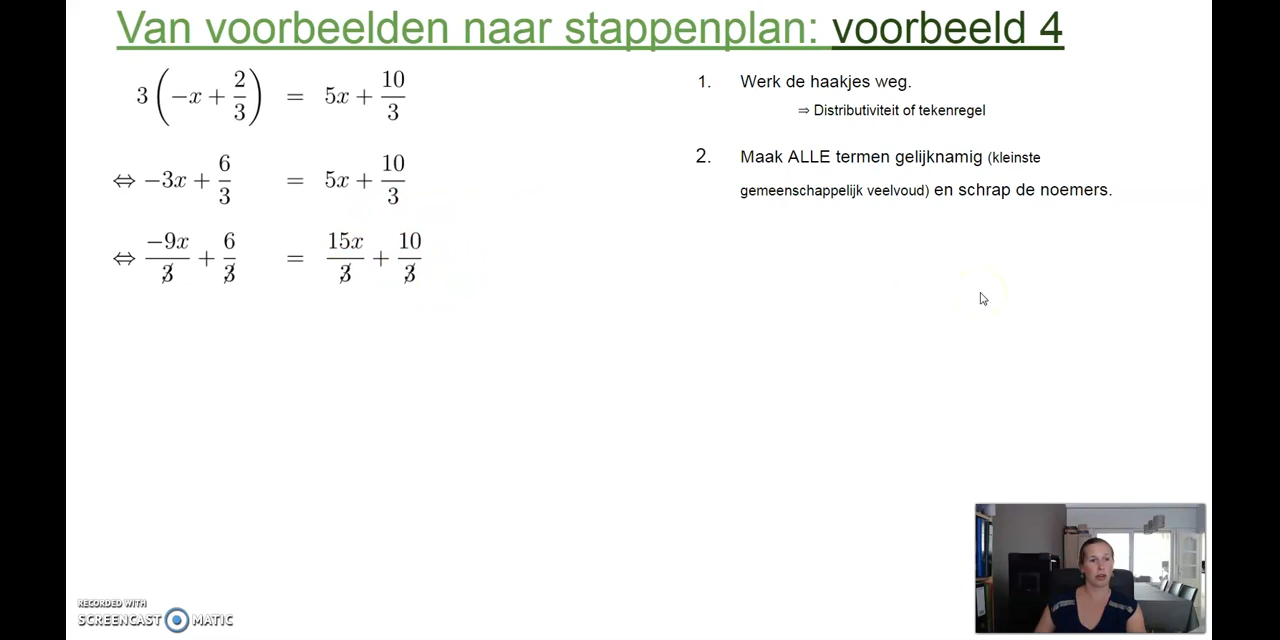 Van voorbeelden naar stappenplan: voorbeeld 4
3(−x + 2/3) = 5x + 10/3
⇔ −3x + 6/3 = 5x + 10/3
⇔ −9x/3 + 6/3 = 15x/3 + 10/3
1. Werk de haakjes weg.
⇒ Distributiviteit of tekenregel
2. Maak ALLE termen gelijknamig (kleinste
gemeenschappelijk veelvoud) en schrap de noemers.
RECORDED WITH
SCREENCAST MATIC